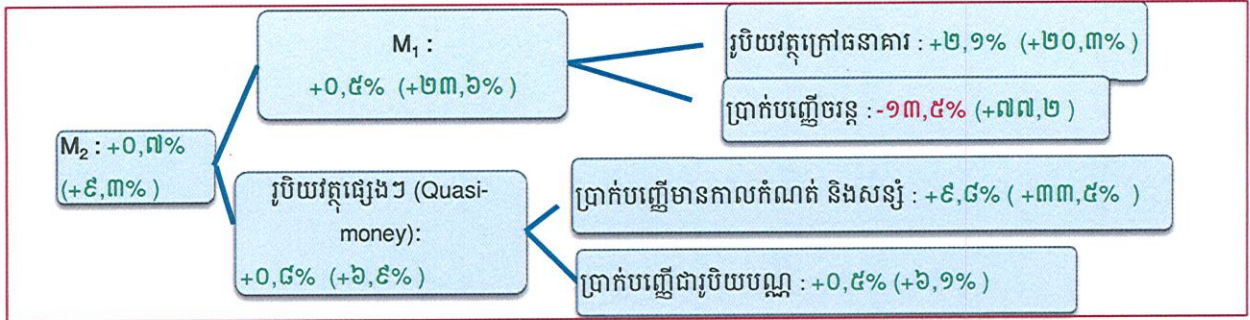 M₂ : +០,៧%
(+៩,៣% )
M₁ :
+០,៥% (+២៣,៦% )
រូបិយវត្ថុក្រៅធនាគារ : +២,១% (+២០,៣% )
ប្រាក់បញ្ញើចរន្ត : -១៣,៥% (+៧៧,២ )
រូបិយវត្ថុផ្សេងៗ (Quasi-
money):
+០,៨% (+៦,៩% )
ប្រាក់បញ្ញើមានកាលកំណត់ និងសន្សំ : +៩,៨% ( +៣៣,៥% )
ប្រាក់បញ្ញើជារូបិយបណ្ណ : +០,៥% (+៦,១% )